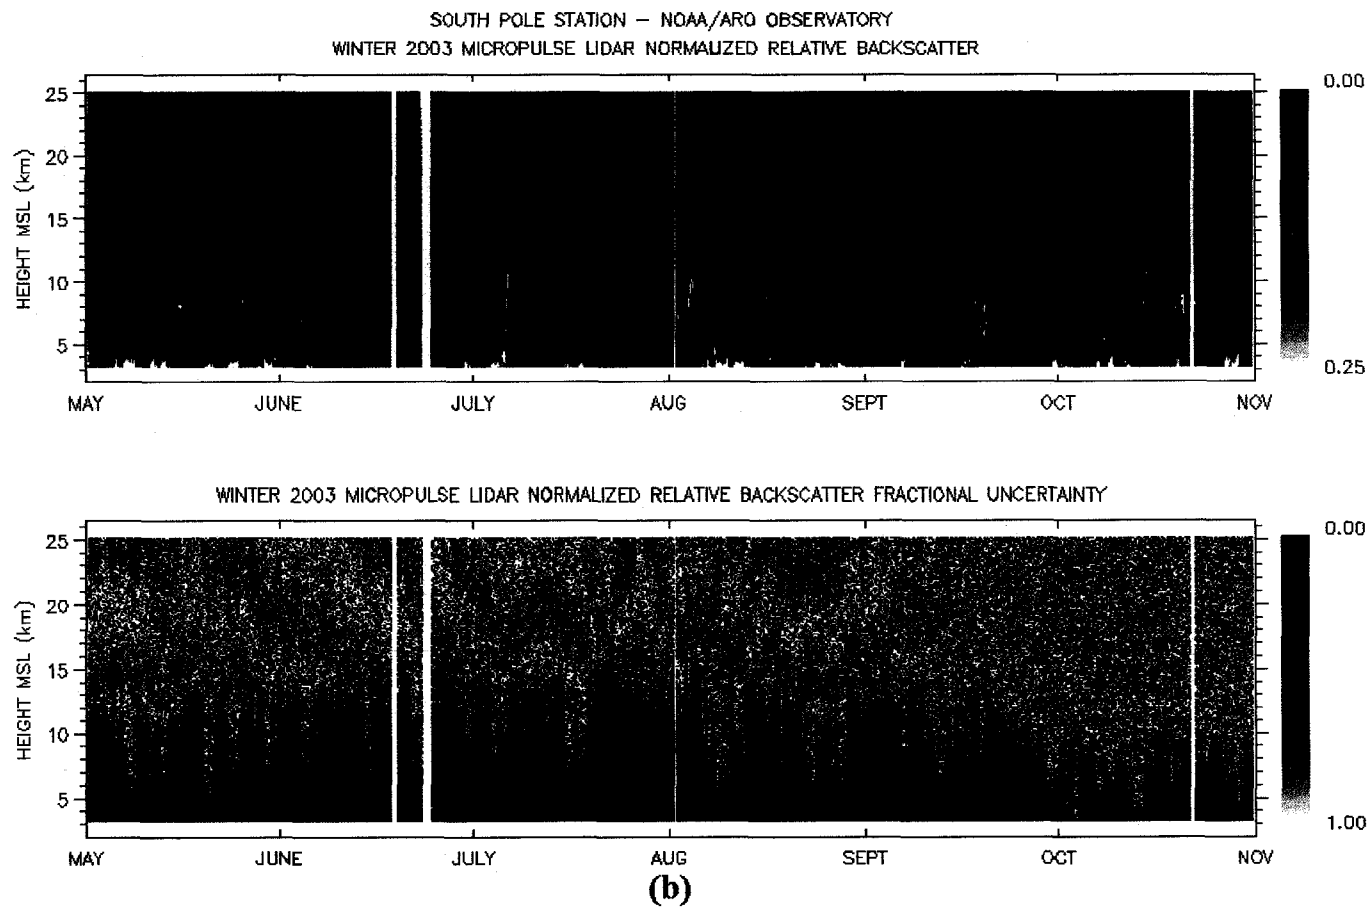 SOUTH POLE STATION – NOAA/ARO OBSERVATORY
WINTER 2003 MICROPULSE LIDAR NORMALIZED RELATIVE BACKSCATTER
0.00
25
20
15
10
5
HEIGHT MSL (km)
0.25
MAY JUNE JULY AUG SEPT OCT NOV
WINTER 2003 MICROPULSE LIDAR NORMALIZED RELATIVE BACKSCATTER FRACTIONAL UNCERTAINTY
0.00
25
20
15
10
5
HEIGHT MSL (km)
1.00
MAY JUNE JULY AUG SEPT OCT NOV
(b)